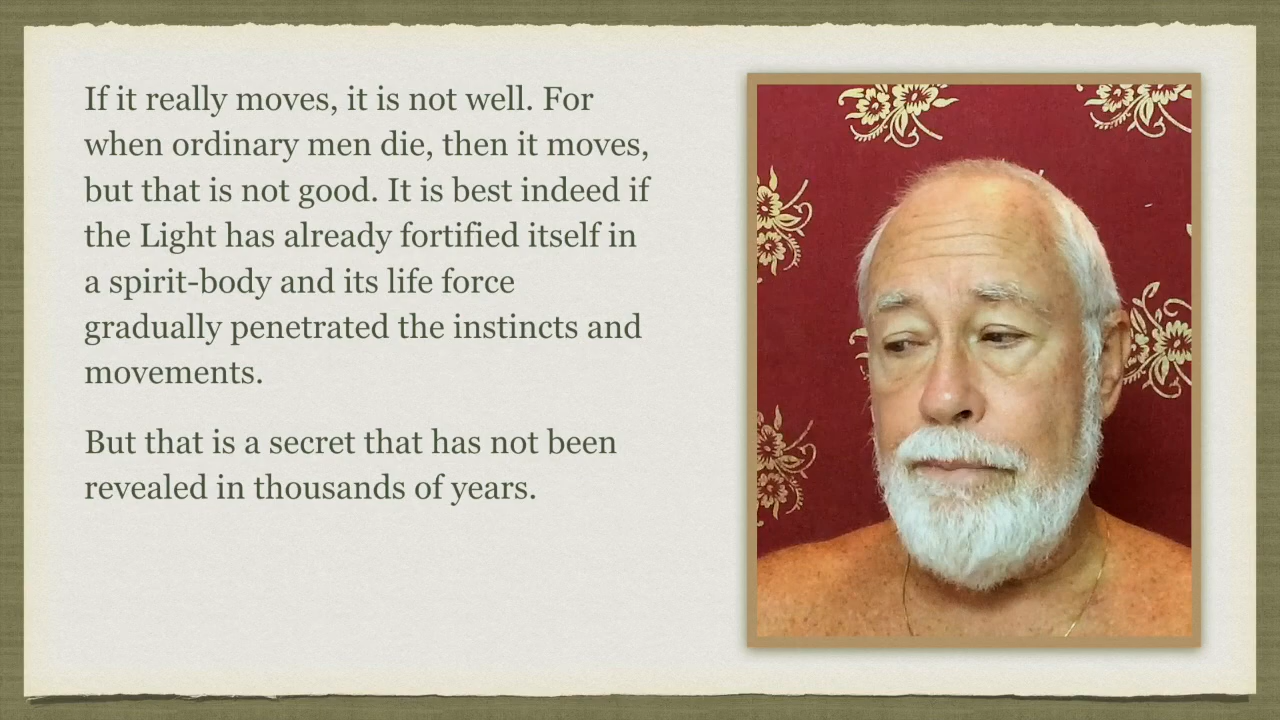 If it really moves, it is not well. For
when ordinary men die, then it moves,
but that is not good. It is best indeed if
the Light has already fortified itself in
a spirit-body and its life force
gradually penetrated the instincts and
movements.
But that is a secret that has not been
revealed in thousands of years.